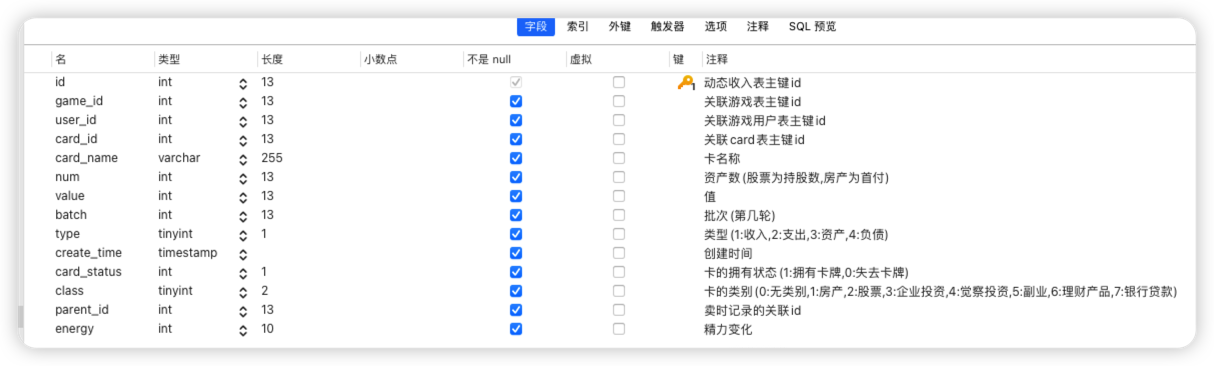 字段 索引 外键 触发器 选项 注释 SQL 预览
名 类型 长度 小数点 不是 null 虚拟 键 注释
id int 13 1 动态收入表主键id
game_id int 13 关联游戏表主键id
user_id int 13 关联游戏用户表主键id
card_id int 13 关联card表主键id
card_name varchar 255 卡名称
num int 13 资产数(股票为持股数,房产为首付)
value int 13 值
batch int 13 批次(第几轮)
type tinyint 1 类型(1:收入,2:支出,3:资产,4:负债)
create_time timestamp 创建时间
card_status int 1 卡的拥有状态(1:拥有卡牌,0:失去卡牌)
class tinyint 2 卡的类别(0:无类别,1:房产,2:股票,3:企业投资,4:觉察投资,5:副业,6:理财产品,7:银行贷款)
parent_id int 13 卖时记录的关联id
energy int 10 精力变化